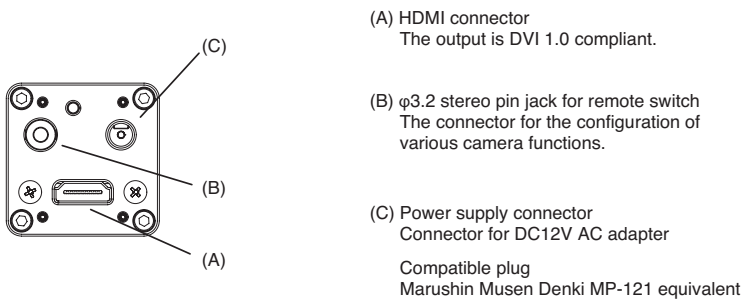 (A) HDMI connector
The output is DVI 1.0 compliant.
(B) φ3.2 stereo pin jack for remote switch
The connector for the configuration of
various camera functions.
(C) Power supply connector
Connector for DC12V AC adapter
Compatible plug
Marushin Musen Denki MP-121 equivalent
(C)
(B)
(A)